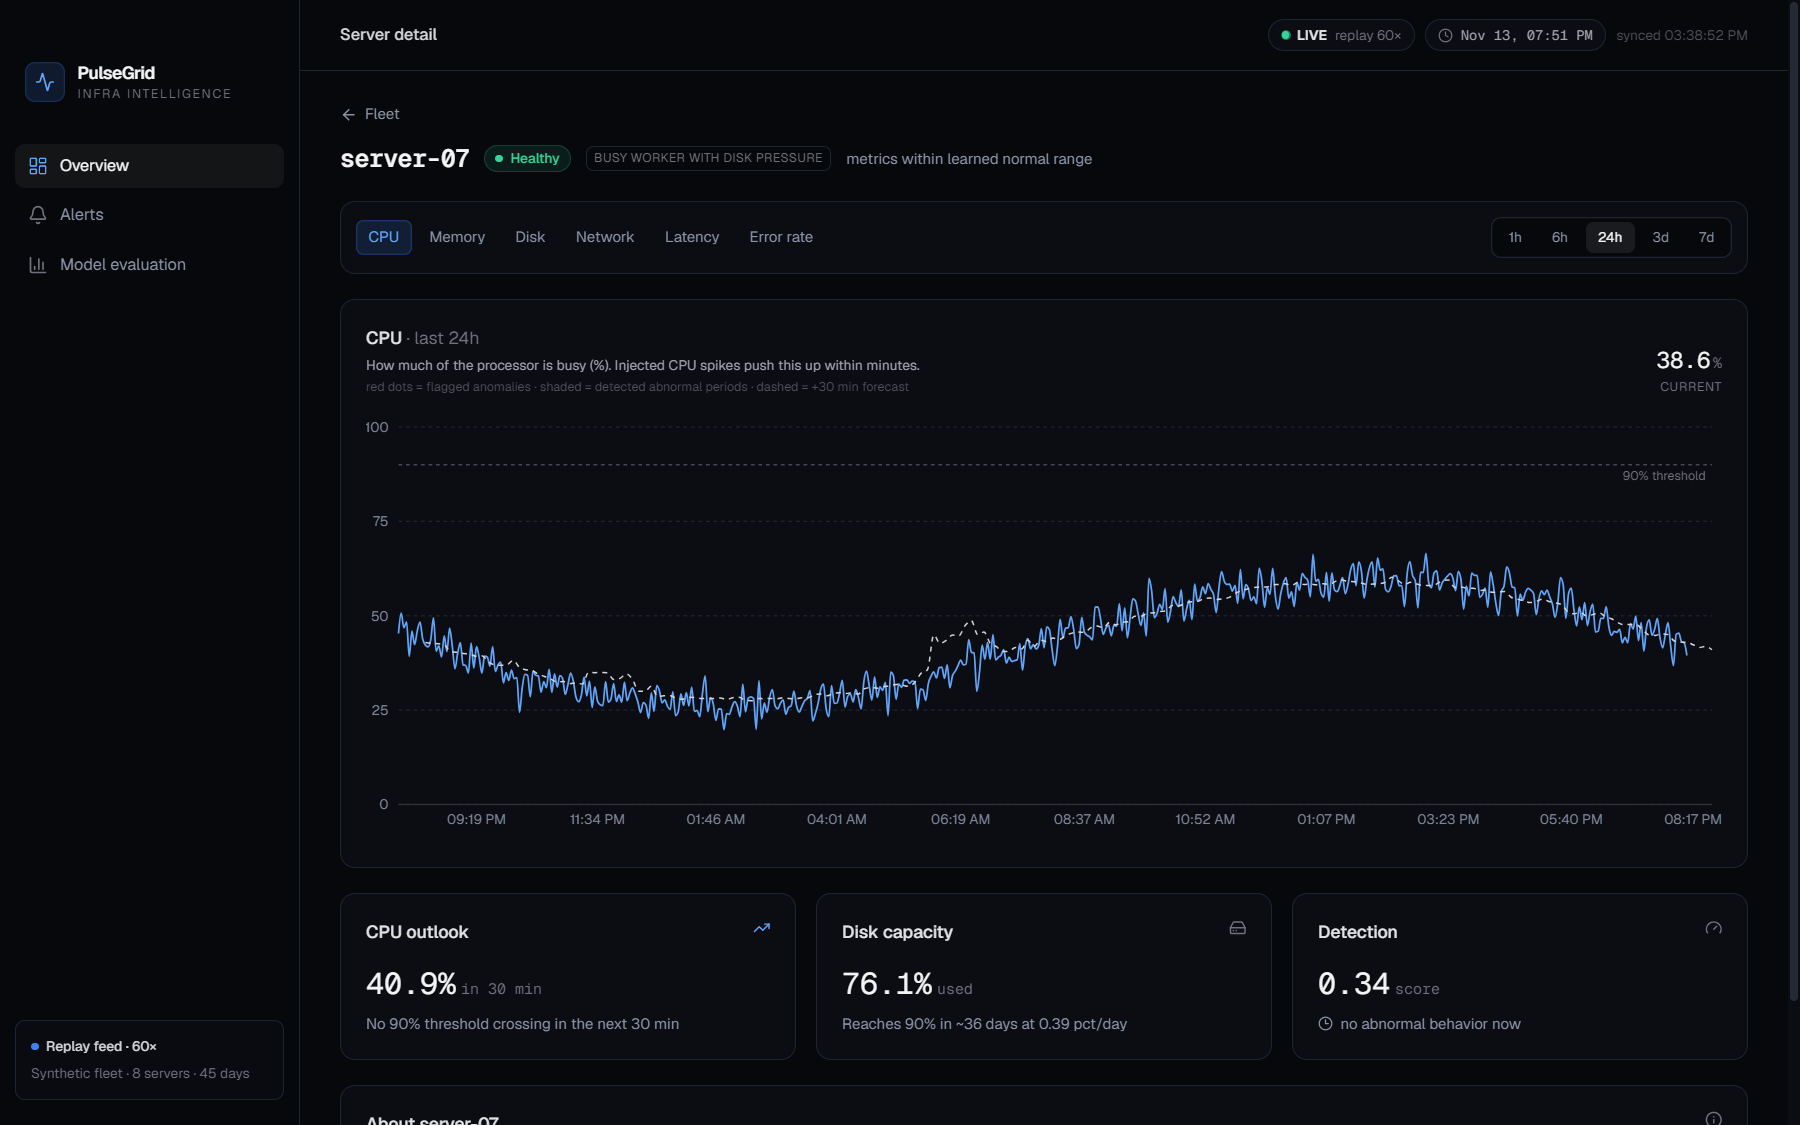 PulseGrid
INFRA INTELLIGENCE
Overview
Alerts
Model evaluation
Replay feed · 60×
Synthetic fleet · 8 servers · 45 days
Server detail
LIVE replay 60×
Nov 13, 07:51 PM
synced 03:38:52 PM
Fleet
server-07
Healthy
BUSY WORKER WITH DISK PRESSURE
metrics within learned normal range
CPU
Memory
Disk
Network
Latency
Error rate
1h
6h
24h
3d
7d
CPU · last 24h
How much of the processor is busy (%). Injected CPU spikes push this up within minutes.
red dots = flagged anomalies · shaded = detected abnormal periods · dashed = +30 min forecast
38.6%
CURRENT
100
90% threshold
75
50
25
0
09:19 PM
11:34 PM
01:46 AM
04:01 AM
06:19 AM
08:37 AM
10:52 AM
01:07 PM
03:23 PM
05:40 PM
08:17 PM
CPU outlook
40.9% in 30 min
No 90% threshold crossing in the next 30 min
Disk capacity
76.1% used
Reaches 90% in ~36 days at 0.39 pct/day
Detection
0.34 score
no abnormal behavior now
About server-07